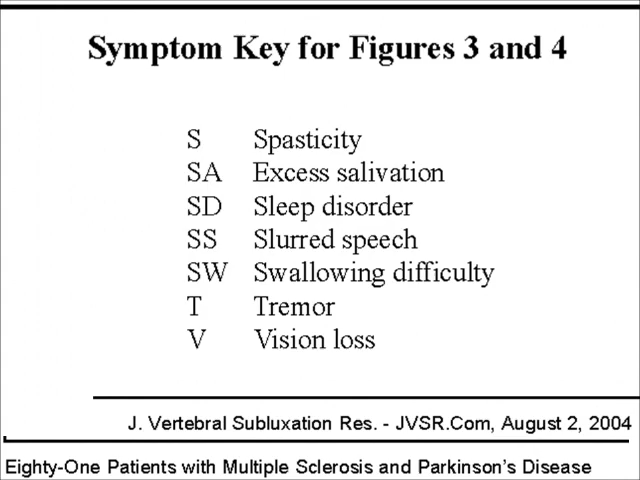 Symptom Key for Figures 3 and 4
S Spasticity
SA Excess salivation
SD Sleep disorder
SS Slurred speech
SW Swallowing difficulty
T Tremor
V Vision loss
J. Vertebral Subluxation Res. - JVSR.Com, August 2, 2004
Eighty-One Patients with Multiple Sclerosis and Parkinson's Disease